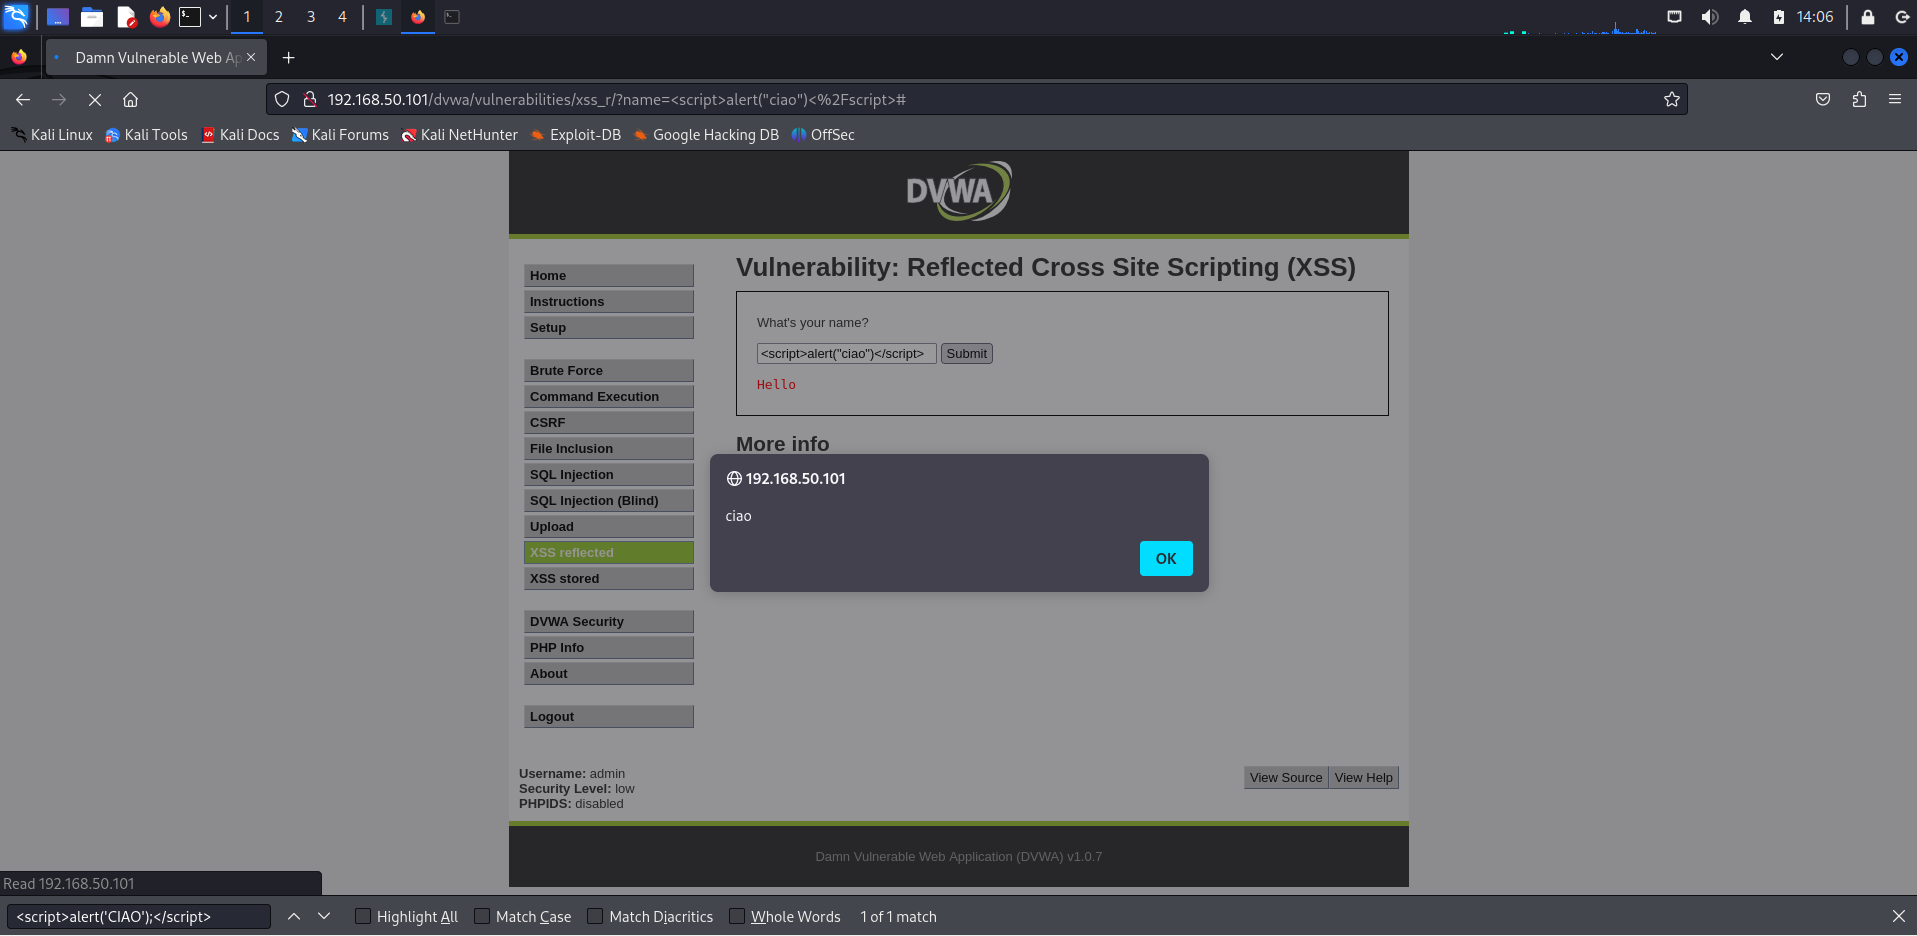 1 2 3 4 14:06
Damn Vulnerable Web Ap
192.168.50.101/dvwa/vulnerabilities/xss_r/?name=<script>alert("ciao")<%2Fscript>#
Kali Linux Kali Tools Kali Docs Kali Forums Kali NetHunter Exploit-DB Google Hacking DB OffSec
DVWA
Home
Instructions
Setup
Brute Force
Command Execution
CSRF
File Inclusion
SQL Injection
SQL Injection (Blind)
Upload
XSS reflected
XSS stored
DVWA Security
PHP Info
About
Logout
Vulnerability: Reflected Cross Site Scripting (XSS)
What's your name?
<script>alert("ciao")</script> Submit
Hello
More info
192.168.50.101
ciao
OK
Username: admin
Security Level: low
PHPIDS: disabled
View Source View Help
Damn Vulnerable Web Application (DVWA) v1.0.7
Read 192.168.50.101
<script>alert('CIAO');</script> Highlight All Match Case Match Diacritics Whole Words 1 of 1 match